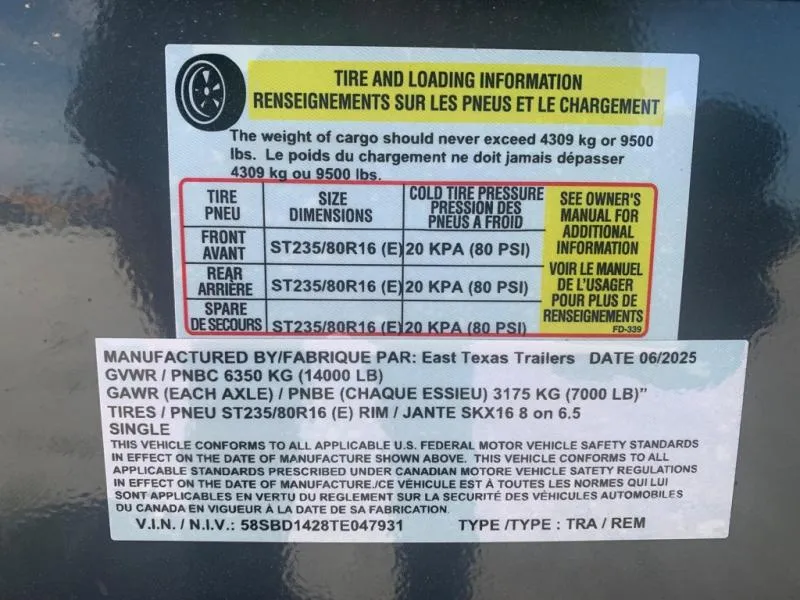 TIRE AND LOADING INFORMATION
RENSEIGNEMENTS SUR LES PNEUS ET LE CHARGEMENT
The weight of cargo should never exceed 4309 kg or 9500
lbs. Le poids du chargement ne doit jamais dépasser
4309 kg ou 9500 lbs.
TIRE
PNEU
SIZE
DIMENSIONS
COLD TIRE PRESSURE
PRESSION DES
PNEUS A FROID
FRONT
AVANT
ST235/80R16 (E)
20 KPA (80 PSI)
REAR
ARRIÈRE
ST235/80R16 (E)
20 KPA (80 PSI)
SPARE
DE SECOURS
ST235/80R16 (E)
20 KPA (80 PSI)
SEE OWNER'S
MANUAL FOR
ADDITIONAL
INFORMATION
VOIR LE MANUEL
DE L'USAGER
POUR PLUS DE
RENSEIGNEMENTS
FD-339
MANUFACTURED BY/FABRIQUE PAR: East Texas Trailers DATE 06/2025
GVWR / PNBC 6350 KG (14000 LB)
GAWR (EACH AXLE) / PNBE (CHAQUE ESSIEU) 3175 KG (7000 LB)”
TIRES / PNEU ST235/80R16 (E) RIM / JANTE SKX16 8 on 6.5
SINGLE
THIS VEHICLE CONFORMS TO ALL APPLICABLE U.S. FEDERAL MOTOR VEHICLE SAFETY STANDARDS
IN EFFECT ON THE DATE OF MANUFACTURE SHOWN ABOVE. THIS VEHICLE CONFORMS TO ALL
APPLICABLE STANDARDS PRESCRIBED UNDER CANADIAN MOTORE VEHICLE SATETY REGULATIONS
IN EFFECT ON THE DATE OF MANUFACTURE./CE VÉHICULE EST À TOUTES LES NORMES QUI LUI
SONT APPLICABLES EN VERTU DU REGLEMENT SUR LA SECURITÉ DES VÉHICULES AUTOMOBILES
DU CANADA EN VIGUEUR À LA DATE DE SA FABRICATION.
V.I.N. / N.I.V.: 58SBD1428TE047931 TYPE /TYPE : TRA / REM